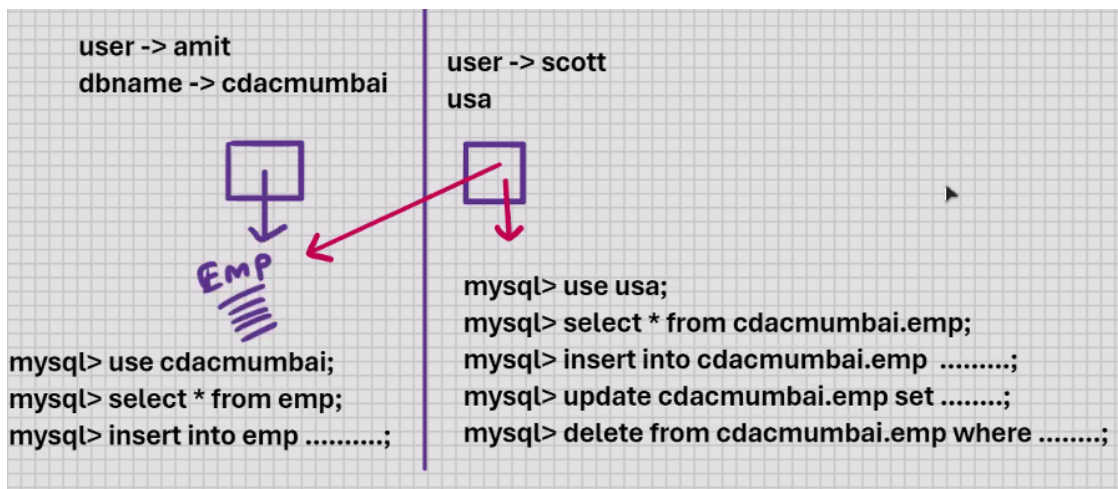 user -> amit
dbname -> cdacmumbai
Emp
mysql> use cdacmumbai;
mysql> select * from emp;
mysql> insert into emp ..........;
user -> scott
usa
mysql> use usa;
mysql> select * from cdacmumbai.emp;
mysql> insert into cdacmumbai.emp .........;
mysql> update cdacmumbai.emp set ........;
mysql> delete from cdacmumbai.emp where ........;